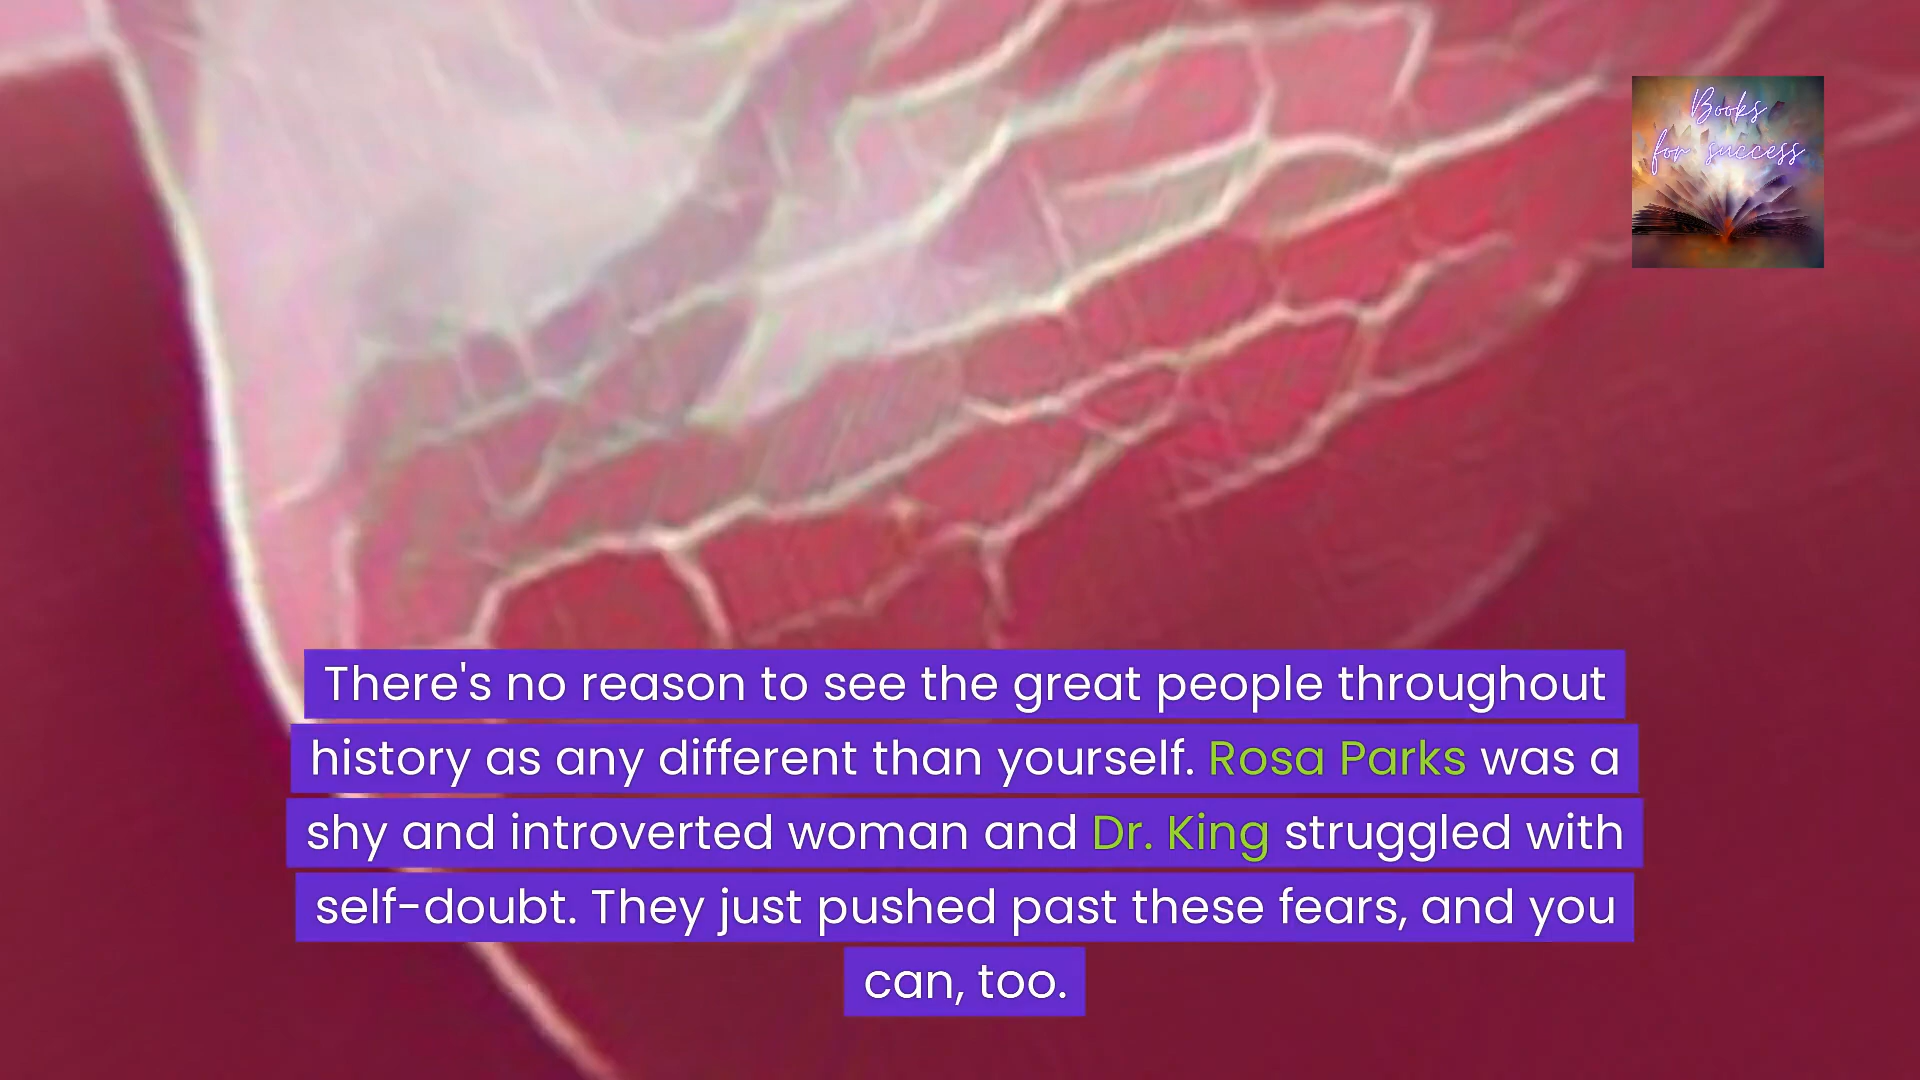 Books
for success
There's no reason to see the great people throughout
history as any different than yourself. Rosa Parks was a
shy and introverted woman and Dr. King struggled with
self-doubt. They just pushed past these fears, and you
can, too.